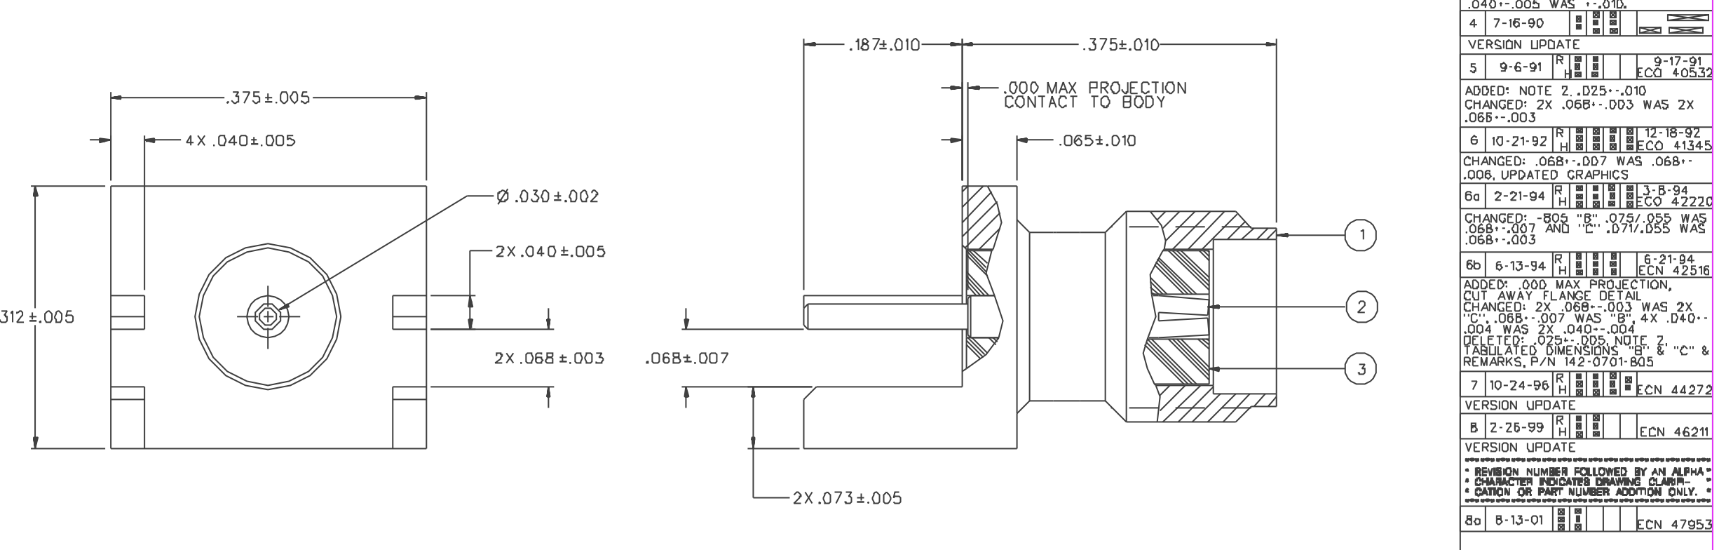 .375±.005
4X .040±.005
Ø .030±.002
2X .040±.005
.312±.005
2X .068±.003
.068±.007
2X .073±.005
.187±.010
.375±.010
.000 MAX PROJECTION
CONTACT TO BODY
.065±.010
1
2
3
.040+-.005 WAS +-.010.
4 7-16-90
VERSION UPDATE
5 9-6-91 R H 9-17-91 ECO 40532
ADDED: NOTE 2, .025+-.010
CHANGED: 2X .068+-.003 WAS 2X
.068+-.003
6 10-21-92 R H 12-18-92 ECO 41345
CHANGED: .068+-.007 WAS .068+-
.006, UPDATED GRAPHICS
6a 2-21-94 R H 3-8-94 ECO 42220
CHANGED: -805 "B" .075/.055 WAS
.068+-.007 AND "C" .071/.055 WAS
.068+-.003
6b 6-13-94 R H 6-21-94 ECN 42516
ADDED: .000 MAX PROJECTION,
CUT AWAY FLANGE DETAIL
CHANGED: 2X .068+-.003 WAS 2X
"C", .068+-.007 WAS "B", 4X .040+-
.004 WAS 2X .040+-.004
DELETED: .025+-.005, NOTE 2,
TABULATED DIMENSIONS "B" & "C" &
REMARKS, P/N 142-0701-805
7 10-24-96 R H ECN 44272
VERSION UPDATE
8 2-26-99 R H ECN 46211
VERSION UPDATE
* REVISION NUMBER FOLLOWED BY AN ALPHA *
* CHARACTER INDICATES DRAWING CLARIFI- *
* CATION OR PART NUMBER ADDITION ONLY. *
8a 8-13-01 ECN 47953